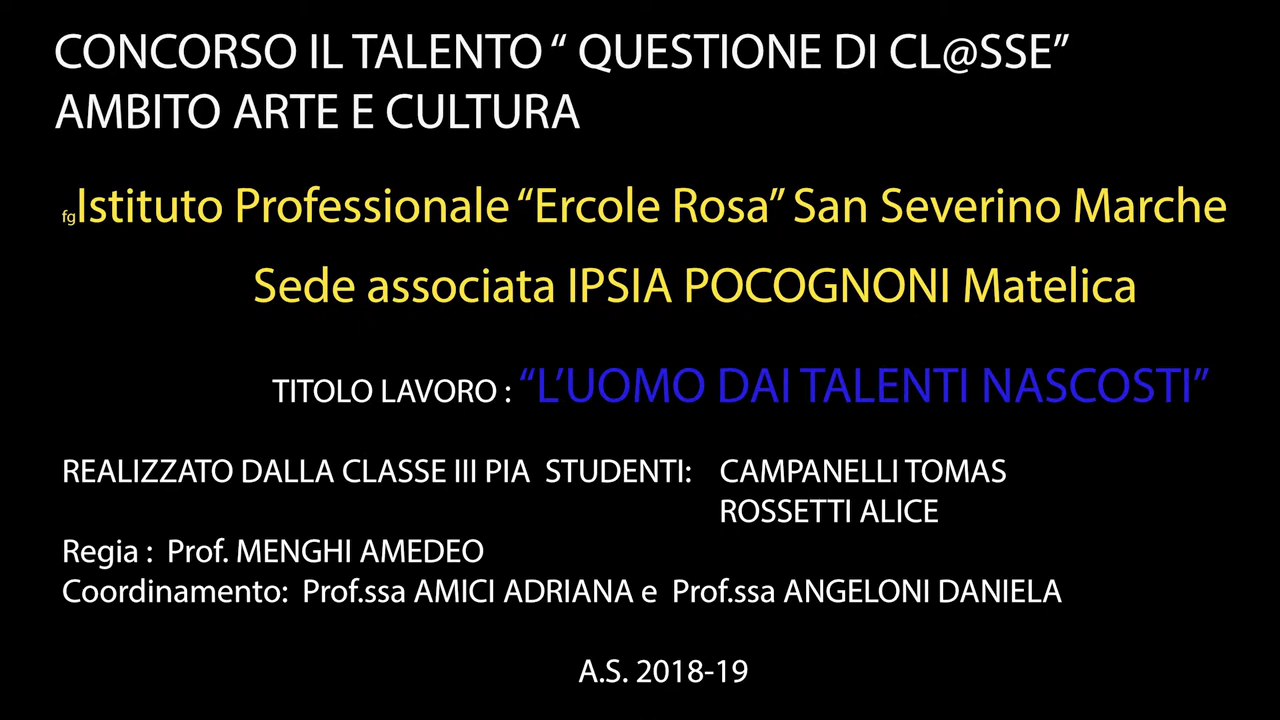 CONCORSO IL TALENTO “ QUESTIONE DI CL@SSE”
AMBITO ARTE E CULTURA
fgIstituto Professionale “Ercole Rosa” San Severino Marche
Sede associata IPSIA POCOGNONI Matelica
TITOLO LAVORO : “L’UOMO DAI TALENTI NASCOSTI”
REALIZZATO DALLA CLASSE III PIA STUDENTI: CAMPANELLI TOMAS
ROSSETTI ALICE
Regia : Prof. MENGHI AMEDEO
Coordinamento: Prof.ssa AMICI ADRIANA e Prof.ssa ANGELONI DANIELA
A.S. 2018-19